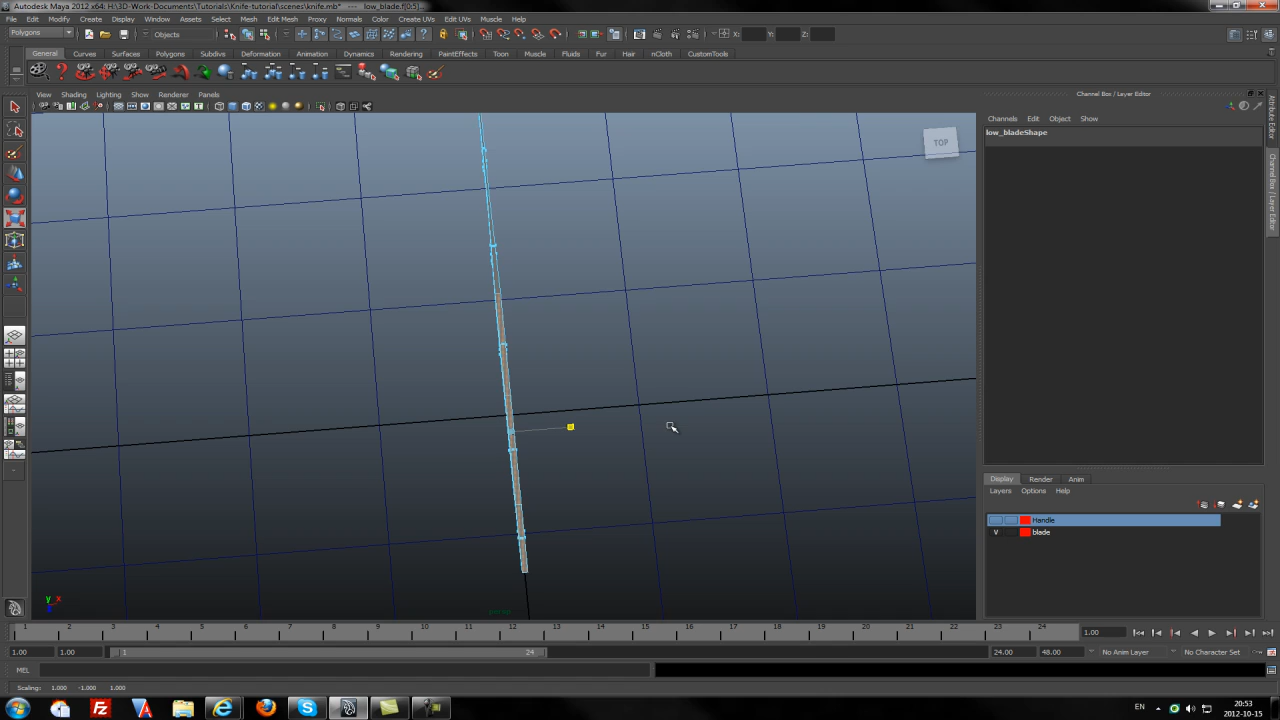 Autodesk Maya 2012 x64: H:\3D-Work-Documents\Tutorials\Knife-tutorial\scenes\knife.mb* --- low_blade.f[0:5]...
File Edit Modify Create Display Window Assets Select Mesh Edit Mesh Proxy Normals Color Create UVs Edit UVs Muscle Help
Polygons Objects X: Y: Z:
General Curves Surfaces Polygons Subdivs Deformation Animation Dynamics Rendering PaintEffects Toon Muscle Fluids Fur Hair nCloth CustomTools
View Shading Lighting Show Renderer Panels
Channel Box / Layer Editor
Channels Edit Object Show
low_bladeShape
TOP
Attribute Editor
Channel Box / Layer Editor
Display Render Anim
Layers Options Help
Handle
V blade
y x
persp
1 2 3 4 5 6 7 8 9 10 11 12 13 14 15 16 17 18 19 20 21 22 23 24 1.00
1.00 1.00 1 24 24.00 48.00 No Anim Layer No Character Set
MEL
Scaling: 1.000 -1.000 1.000
EN 20:53
2012-10-15